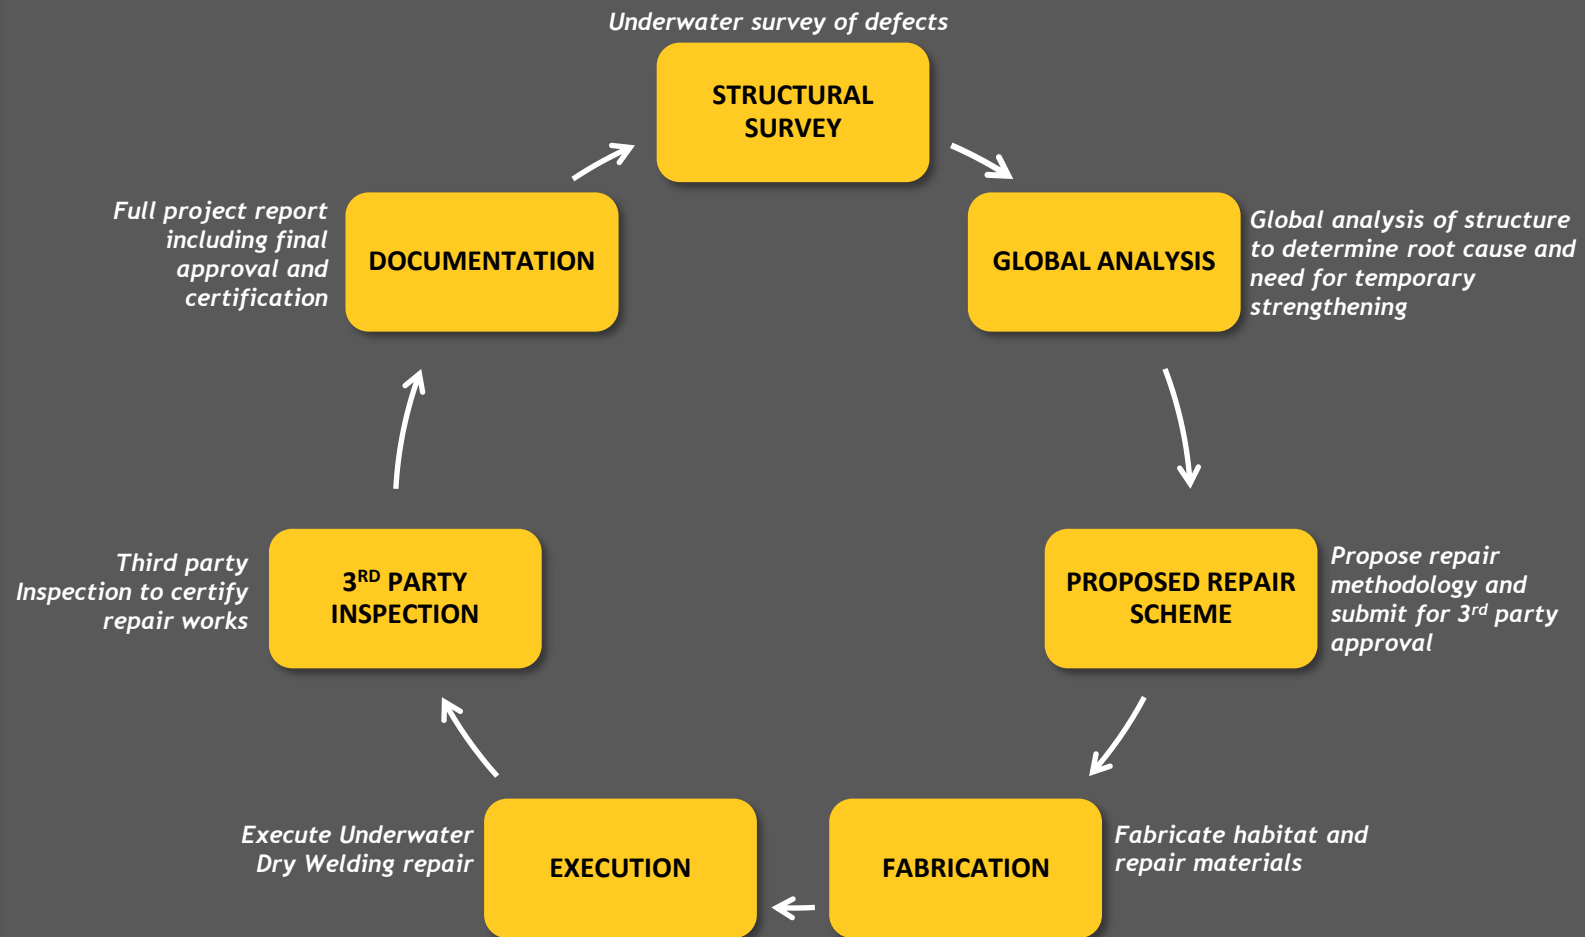 Underwater survey of defects
STRUCTURAL
SURVEY
GLOBAL ANALYSIS
Global analysis of structure
to determine root cause and
need for temporary
strengthening
PROPOSED REPAIR
SCHEME
Propose repair
methodology and
submit for 3rd party
approval
FABRICATION
Fabricate habitat and
repair materials
EXECUTION
Execute Underwater
Dry Welding repair
3RD PARTY
INSPECTION
Third party
Inspection to certify
repair works
DOCUMENTATION
Full project report
including final
approval and
certification